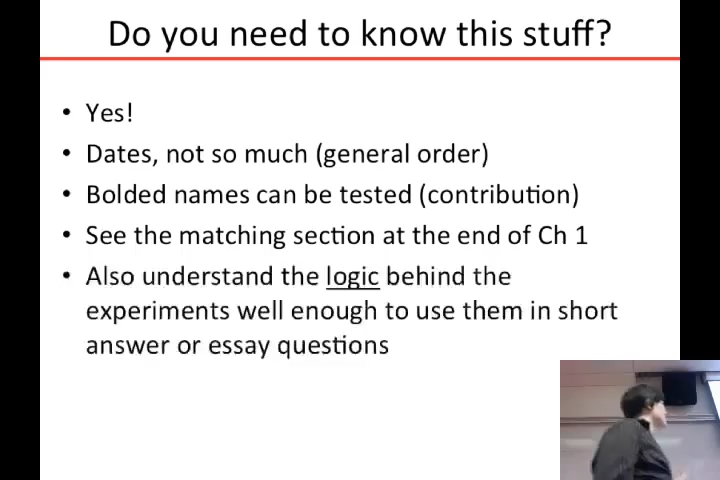 Do you need to know this stuff?
• Yes!
• Dates, not so much (general order)
• Bolded names can be tested (contribution)
• See the matching section at the end of Ch 1
• Also understand the logic behind the
experiments well enough to use them in short
answer or essay questions